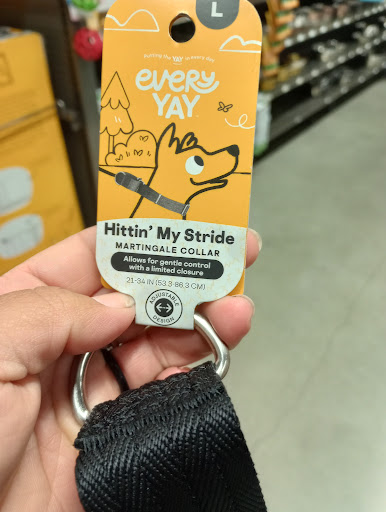 L
Putting the YAY in every day
every
YAY
Hittin' My Stride
MARTINGALE COLLAR
Allows for gentle control
with a limited closure
21-34 IN (53.3-86.3 CM)
ADJUSTABLE
DESIGN